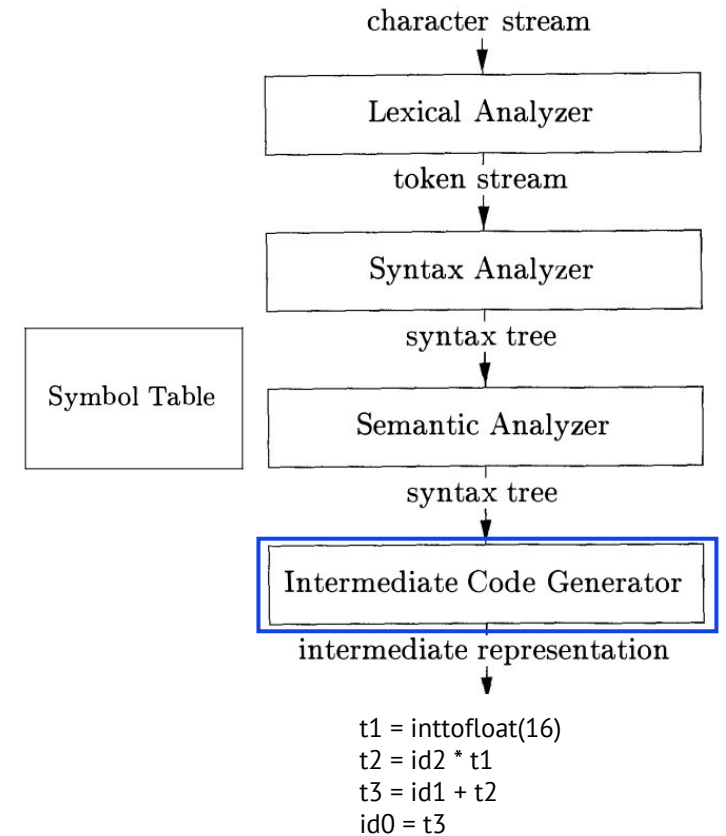 character stream
Lexical Analyzer
token stream
Syntax Analyzer
syntax tree
Symbol Table
Semantic Analyzer
syntax tree
Intermediate Code Generator
intermediate representation
t1 = inttofloat(16)
t2 = id2 * t1
t3 = id1 + t2
id0 = t3